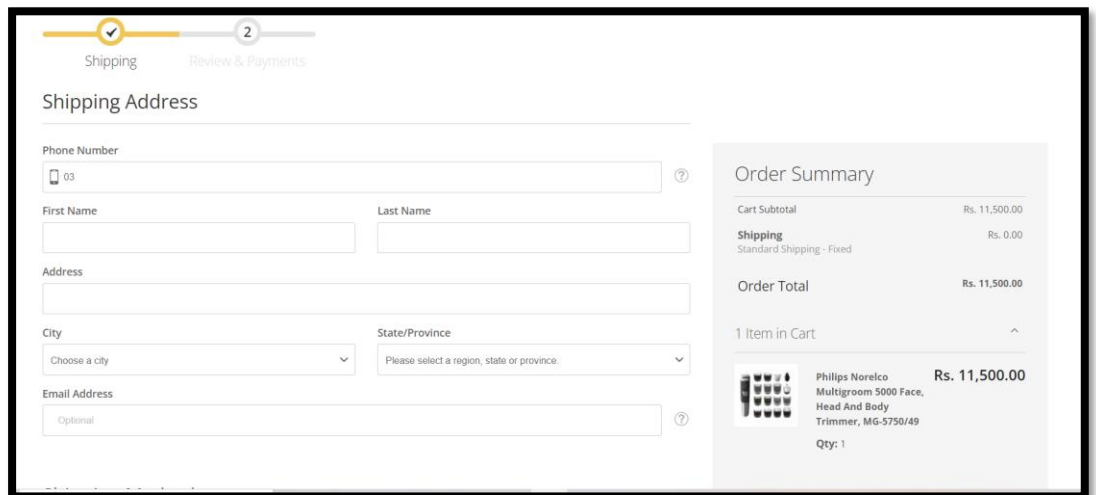 2
Shipping
Review & Payments
Shipping Address
Phone Number
03
?
First Name
Last Name
Address
City
State/Province
Choose a city
Please select a region, state or province.
Email Address
Optional
?
Order Summary
Cart Subtotal
Rs. 11,500.00
Shipping
Rs. 0.00
Standard Shipping - Fixed
Order Total
Rs. 11,500.00
1 Item in Cart
Philips Norelco
Rs. 11,500.00
Multigroom 5000 Face,
Head And Body
Trimmer, MG-5750/49
Qty: 1